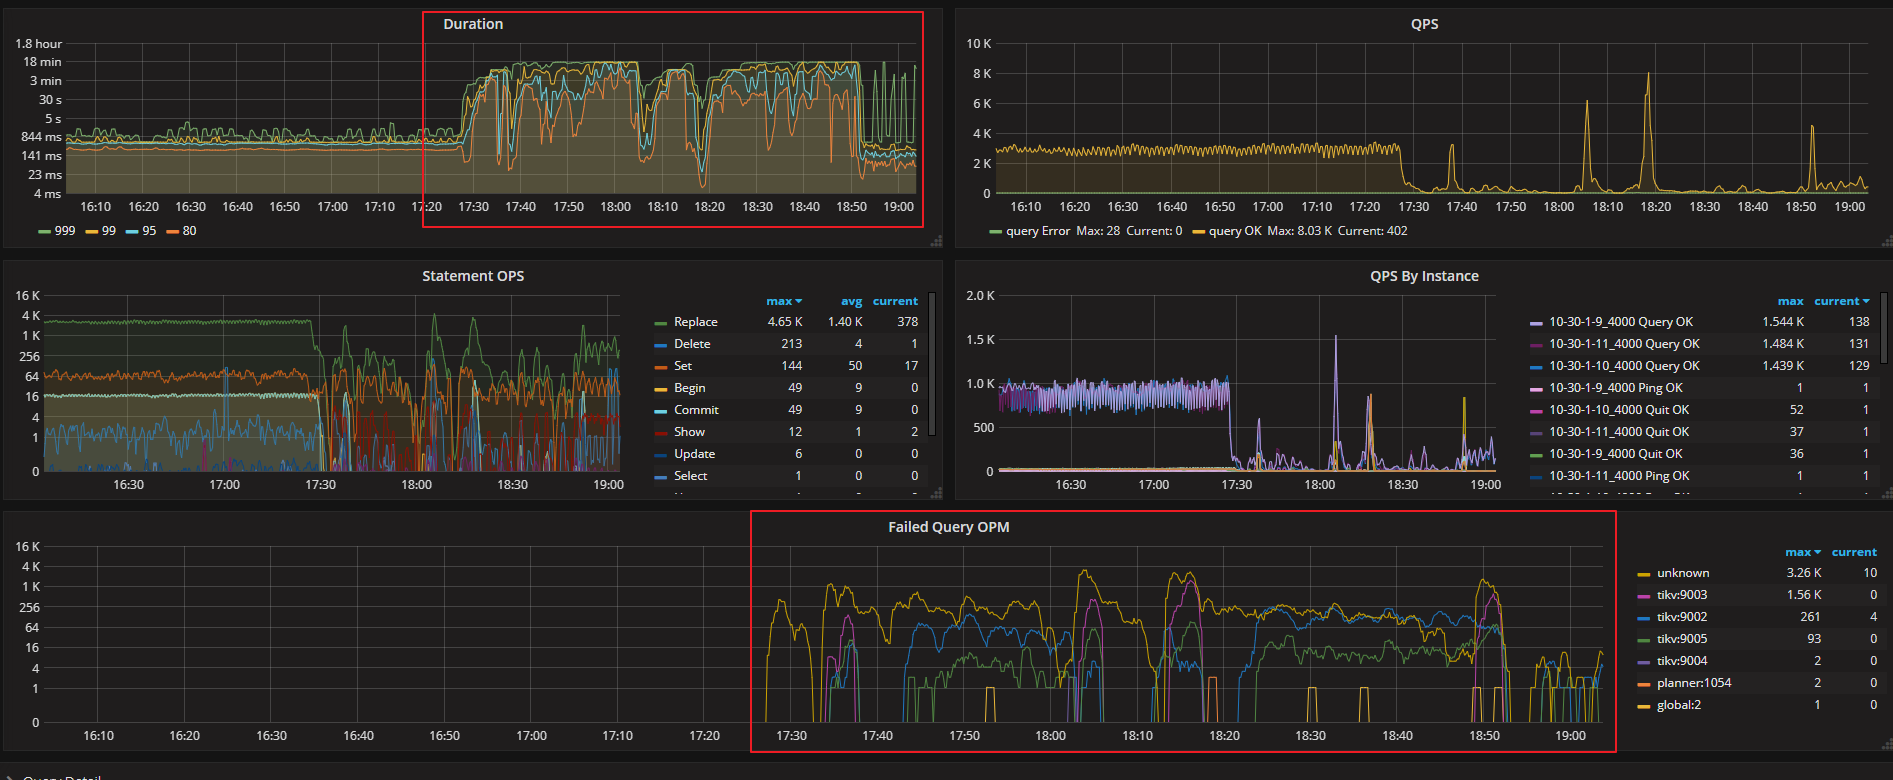 Duration
1.8 hour
18 min
3 min
30 s
5 s
844 ms
141 ms
23 ms
4 ms
16:10 16:20 16:30 16:40 16:50 17:00 17:10 17:20 17:30 17:40 17:50 18:00 18:10 18:20 18:30 18:40 18:50 19:00
999 99 95 80
QPS
10 K
8 K
6 K
4 K
2 K
0
16:10 16:20 16:30 16:40 16:50 17:00 17:10 17:20 17:30 17:40 17:50 18:00 18:10 18:20 18:30 18:40 18:50 19:00
query Error Max: 28 Current: 0 query OK Max: 8.03 K Current: 402
Statement OPS
16 K
4 K
1 K
256
64
16
4
1
0
16:30 17:00 17:30 18:00 18:30 19:00
max avg current
Replace 4.65 K 1.40 K 378
Delete 213 4 1
Set 144 50 17
Begin 49 9 0
Commit 49 9 0
Show 12 1 2
Update 6 0 0
Select 1 0 0
QPS By Instance
2.0 K
1.5 K
1.0 K
500
0
16:30 17:00 17:30 18:00 18:30 19:00
max current
10-30-1-9_4000 Query OK 1.544 K 138
10-30-1-11_4000 Query OK 1.484 K 131
10-30-1-10_4000 Query OK 1.439 K 129
10-30-1-9_4000 Ping OK 1 1
10-30-1-10_4000 Quit OK 52 1
10-30-1-11_4000 Quit OK 37 1
10-30-1-9_4000 Quit OK 36 1
10-30-1-11_4000 Ping OK 1 1
Failed Query OPM
16 K
4 K
1 K
256
64
16
4
1
0
16:10 16:20 16:30 16:40 16:50 17:00 17:10 17:20 17:30 17:40 17:50 18:00 18:10 18:20 18:30 18:40 18:50 19:00
max current
unknown 3.26 K 10
tikv:9003 1.56 K 0
tikv:9002 261 4
tikv:9005 93 0
tikv:9004 2 0
planner:1054 2 0
global:2 1 0
Query Detail